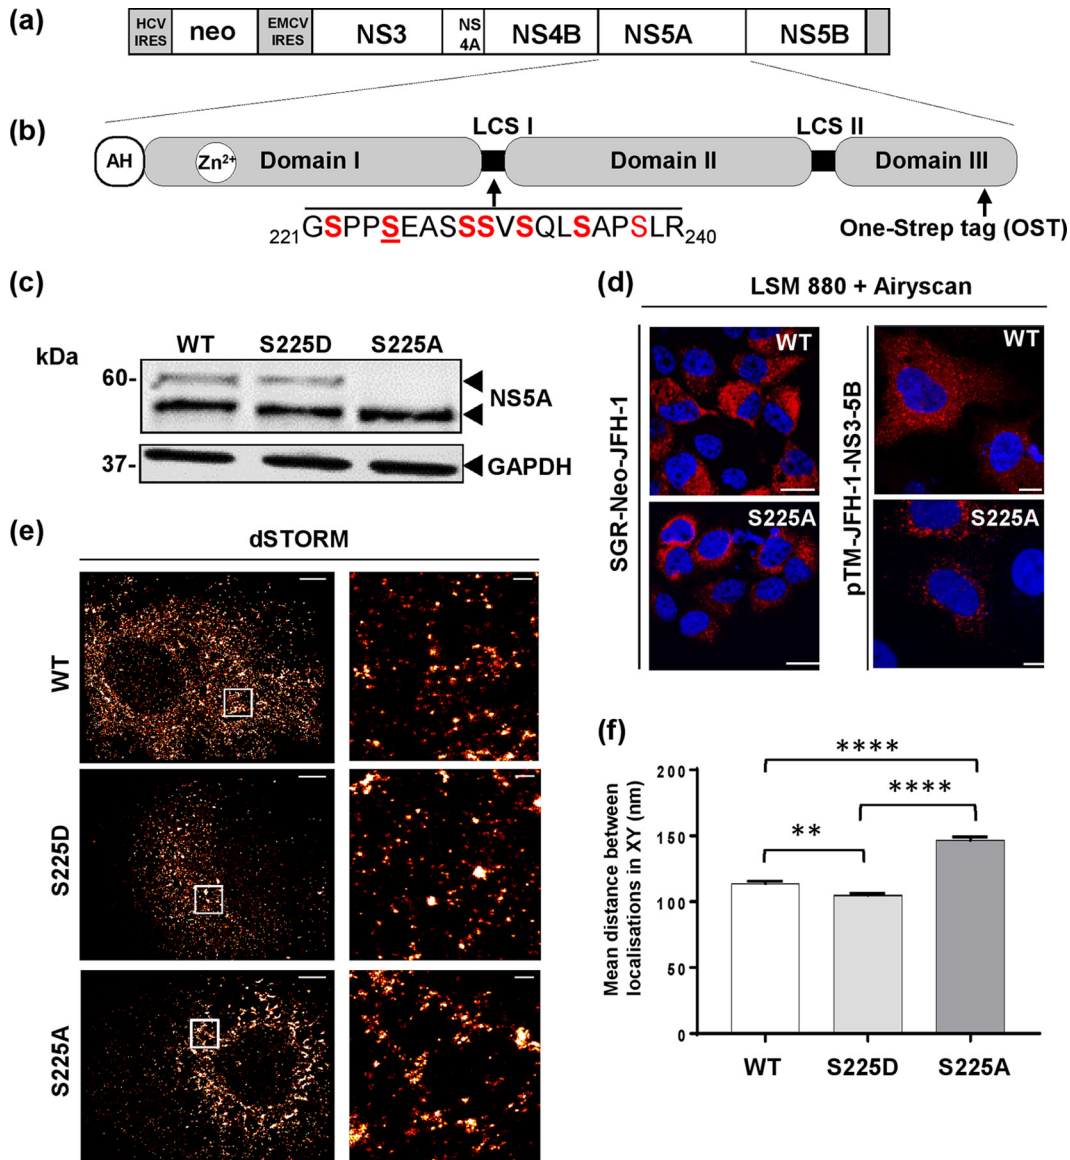 (a)
HCV IRES neo EMCV IRES NS3 NS 4A NS4B NS5A NS5B
(b)
LCS I LCS II
AH Zn2+ Domain I Domain II Domain III
221GSPPSEASSSVSQLSAPSLR240
One-Strep tag (OST)
(c)
kDa WT S225D S225A
60-
NS5A
37-
GAPDH
(d)
LSM 880 + Airyscan
SGR-Neo-JFH-1
WT
S225A
pTM-JFH-1-NS3-5B
WT
S225A
(e)
dSTORM
WT
S225D
S225A
(f)
Mean distance between
localisations in XY (nm)
200
150
100
50
0
****
****
**
WT S225D S225A